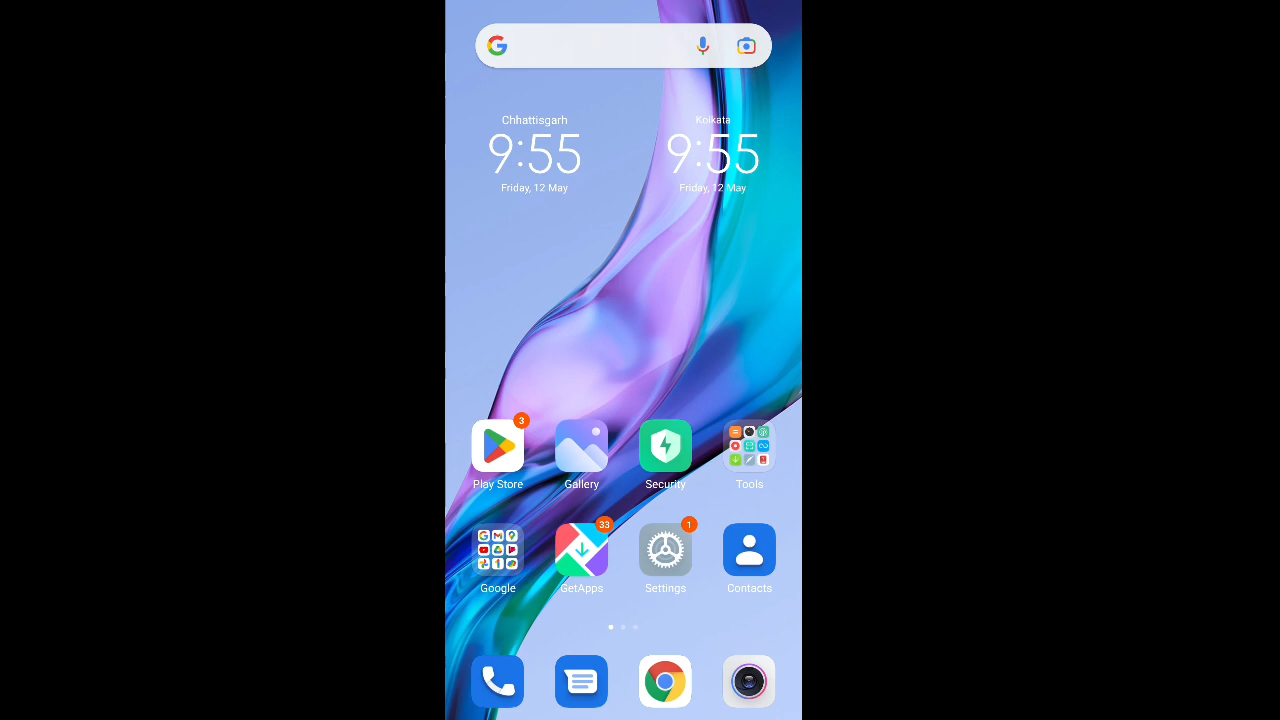 Chhattisgarh
9:55
Friday, 12 May
Kolkata
9:55
Friday, 12 May
3
Play Store
Gallery
Security
Tools
33
1
Google
GetApps
Settings
Contacts